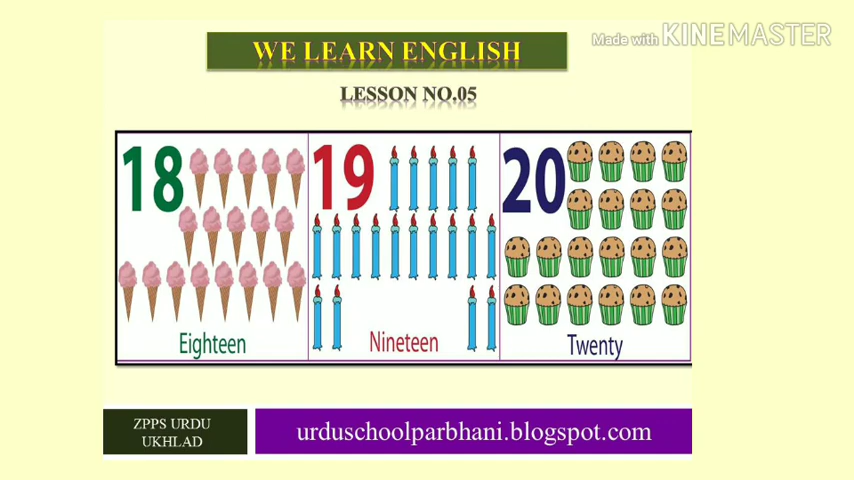 WE LEARN ENGLISH
Made with KINEMASTER
LESSON NO.05
18
19
20
Eighteen
Nineteen
Twenty
ZPPS URDU
UKHLAD
urduschoolparbhani.blogspot.com